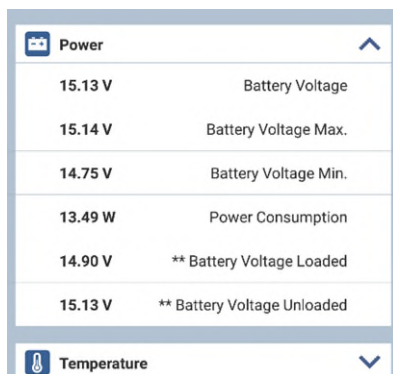 Power
15.13 V Battery Voltage
15.14 V Battery Voltage Max.
14.75 V Battery Voltage Min.
13.49 W Power Consumption
14.90 V ** Battery Voltage Loaded
15.13 V ** Battery Voltage Unloaded
Temperature